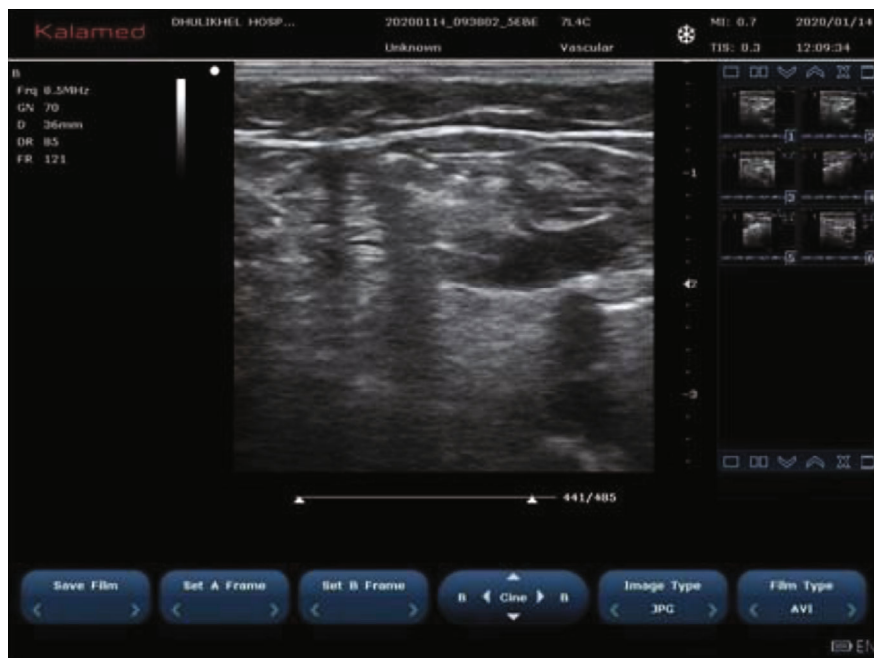 Kalamed
DHULIKHEL HOSP... 20200114_093802_5EBE 7L4C MI: 0.7 2020/01/14
Unknown Vascular TIS: 0.3 12:09:34
B
Frq 8.5MHz
GN 70
D 36mm
DR 85
FR 121
1
2
3
4
5
6
-1
2
-3
441/485
Save Film
Set A Frame
Set B Frame
B Cine B
Image Type
JPG
Film Type
AVI
EN